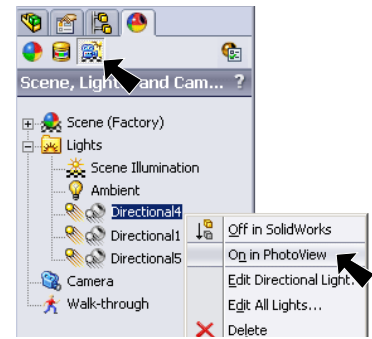 Scene, Lights and Cam... ?
Scene (Factory)
Lights
Scene Illumination
Ambient
Directional4
Directional1
Directional5
Camera
Walk-through
Off in SolidWorks
On in PhotoView
Edit Directional Light.
Edit All Lights...
Delete